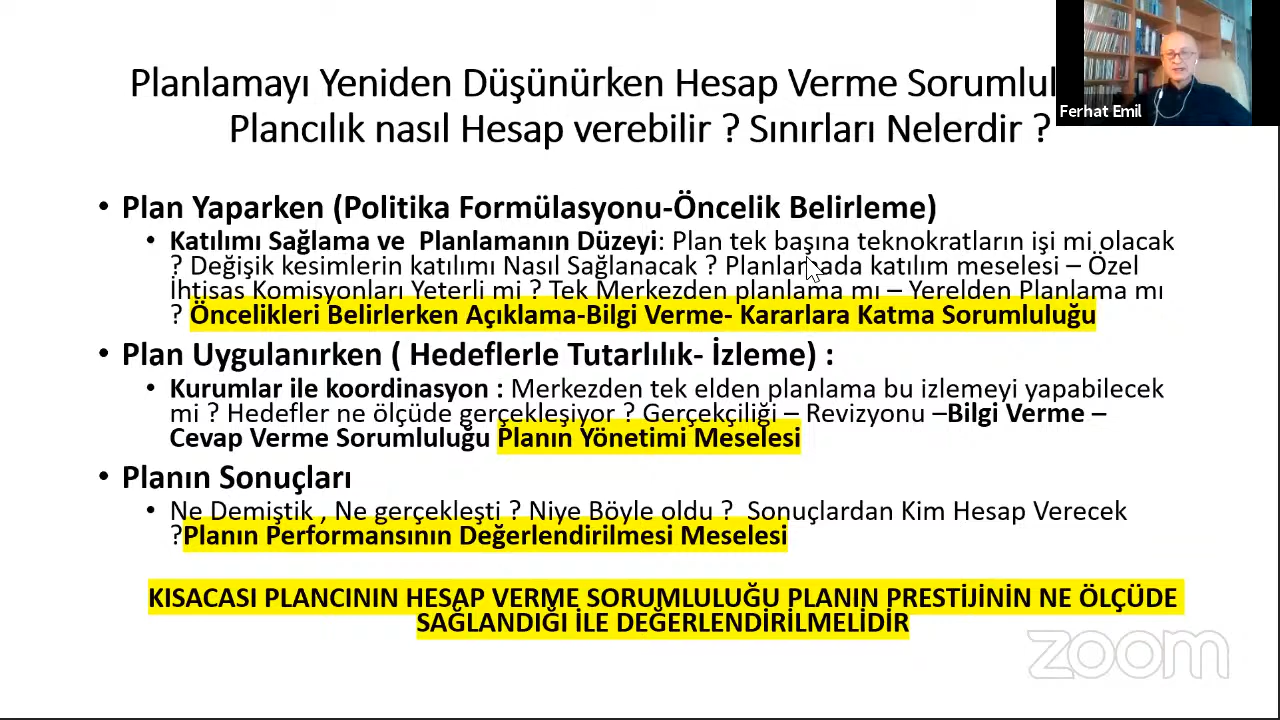 Planlamayı Yeniden Düşünürken Hesap Verme
Plancılık nasıl Hesap verebilir ? Sınırları Nelerdir ?
Ferhat Emil
• Plan Yaparken (Politika Formülasyonu-Öncelik Belirleme)
• Katılımı Sağlama ve Planlamanın Düzeyi: Plan tek başına teknokratların işi mi olacak
? Değişik kesimlerin katılımı Nasıl Sağlanacak ? Planlamada katılım meselesi – Özel
İhtisas Komisyonları Yeterli mi ? Tek Merkezden planlama mı – Yerelden Planlama mı
? Öncelikleri Belirlerken Açıklama-Bilgi Verme- Kararlara Katma Sorumluluğu
• Plan Uygulanırken ( Hedeflerle Tutarlılık- İzleme) :
• Kurumlar ile koordinasyon : Merkezden tek elden planlama bu izlemeyi yapabilecek
mi ? Hedefler ne ölçüde gerçekleşiyor ? Gerçekçiliği – Revizyonu –Bilgi Verme –
Cevap Verme Sorumluluğu Planın Yönetimi Meselesi
• Planın Sonuçları
• Ne Demiştik , Ne gerçekleşti ? Niye Böyle oldu ? Sonuçlardan Kim Hesap Verecek
?Planın Performansının Değerlendirilmesi Meselesi
KISACASI PLANCININ HESAP VERME SORUMLULUĞU PLANIN PRESTİJİNİN NE ÖLÇÜDE
SAĞLANDIĞI İLE DEĞERLENDİRİLMELİDİR
zoom